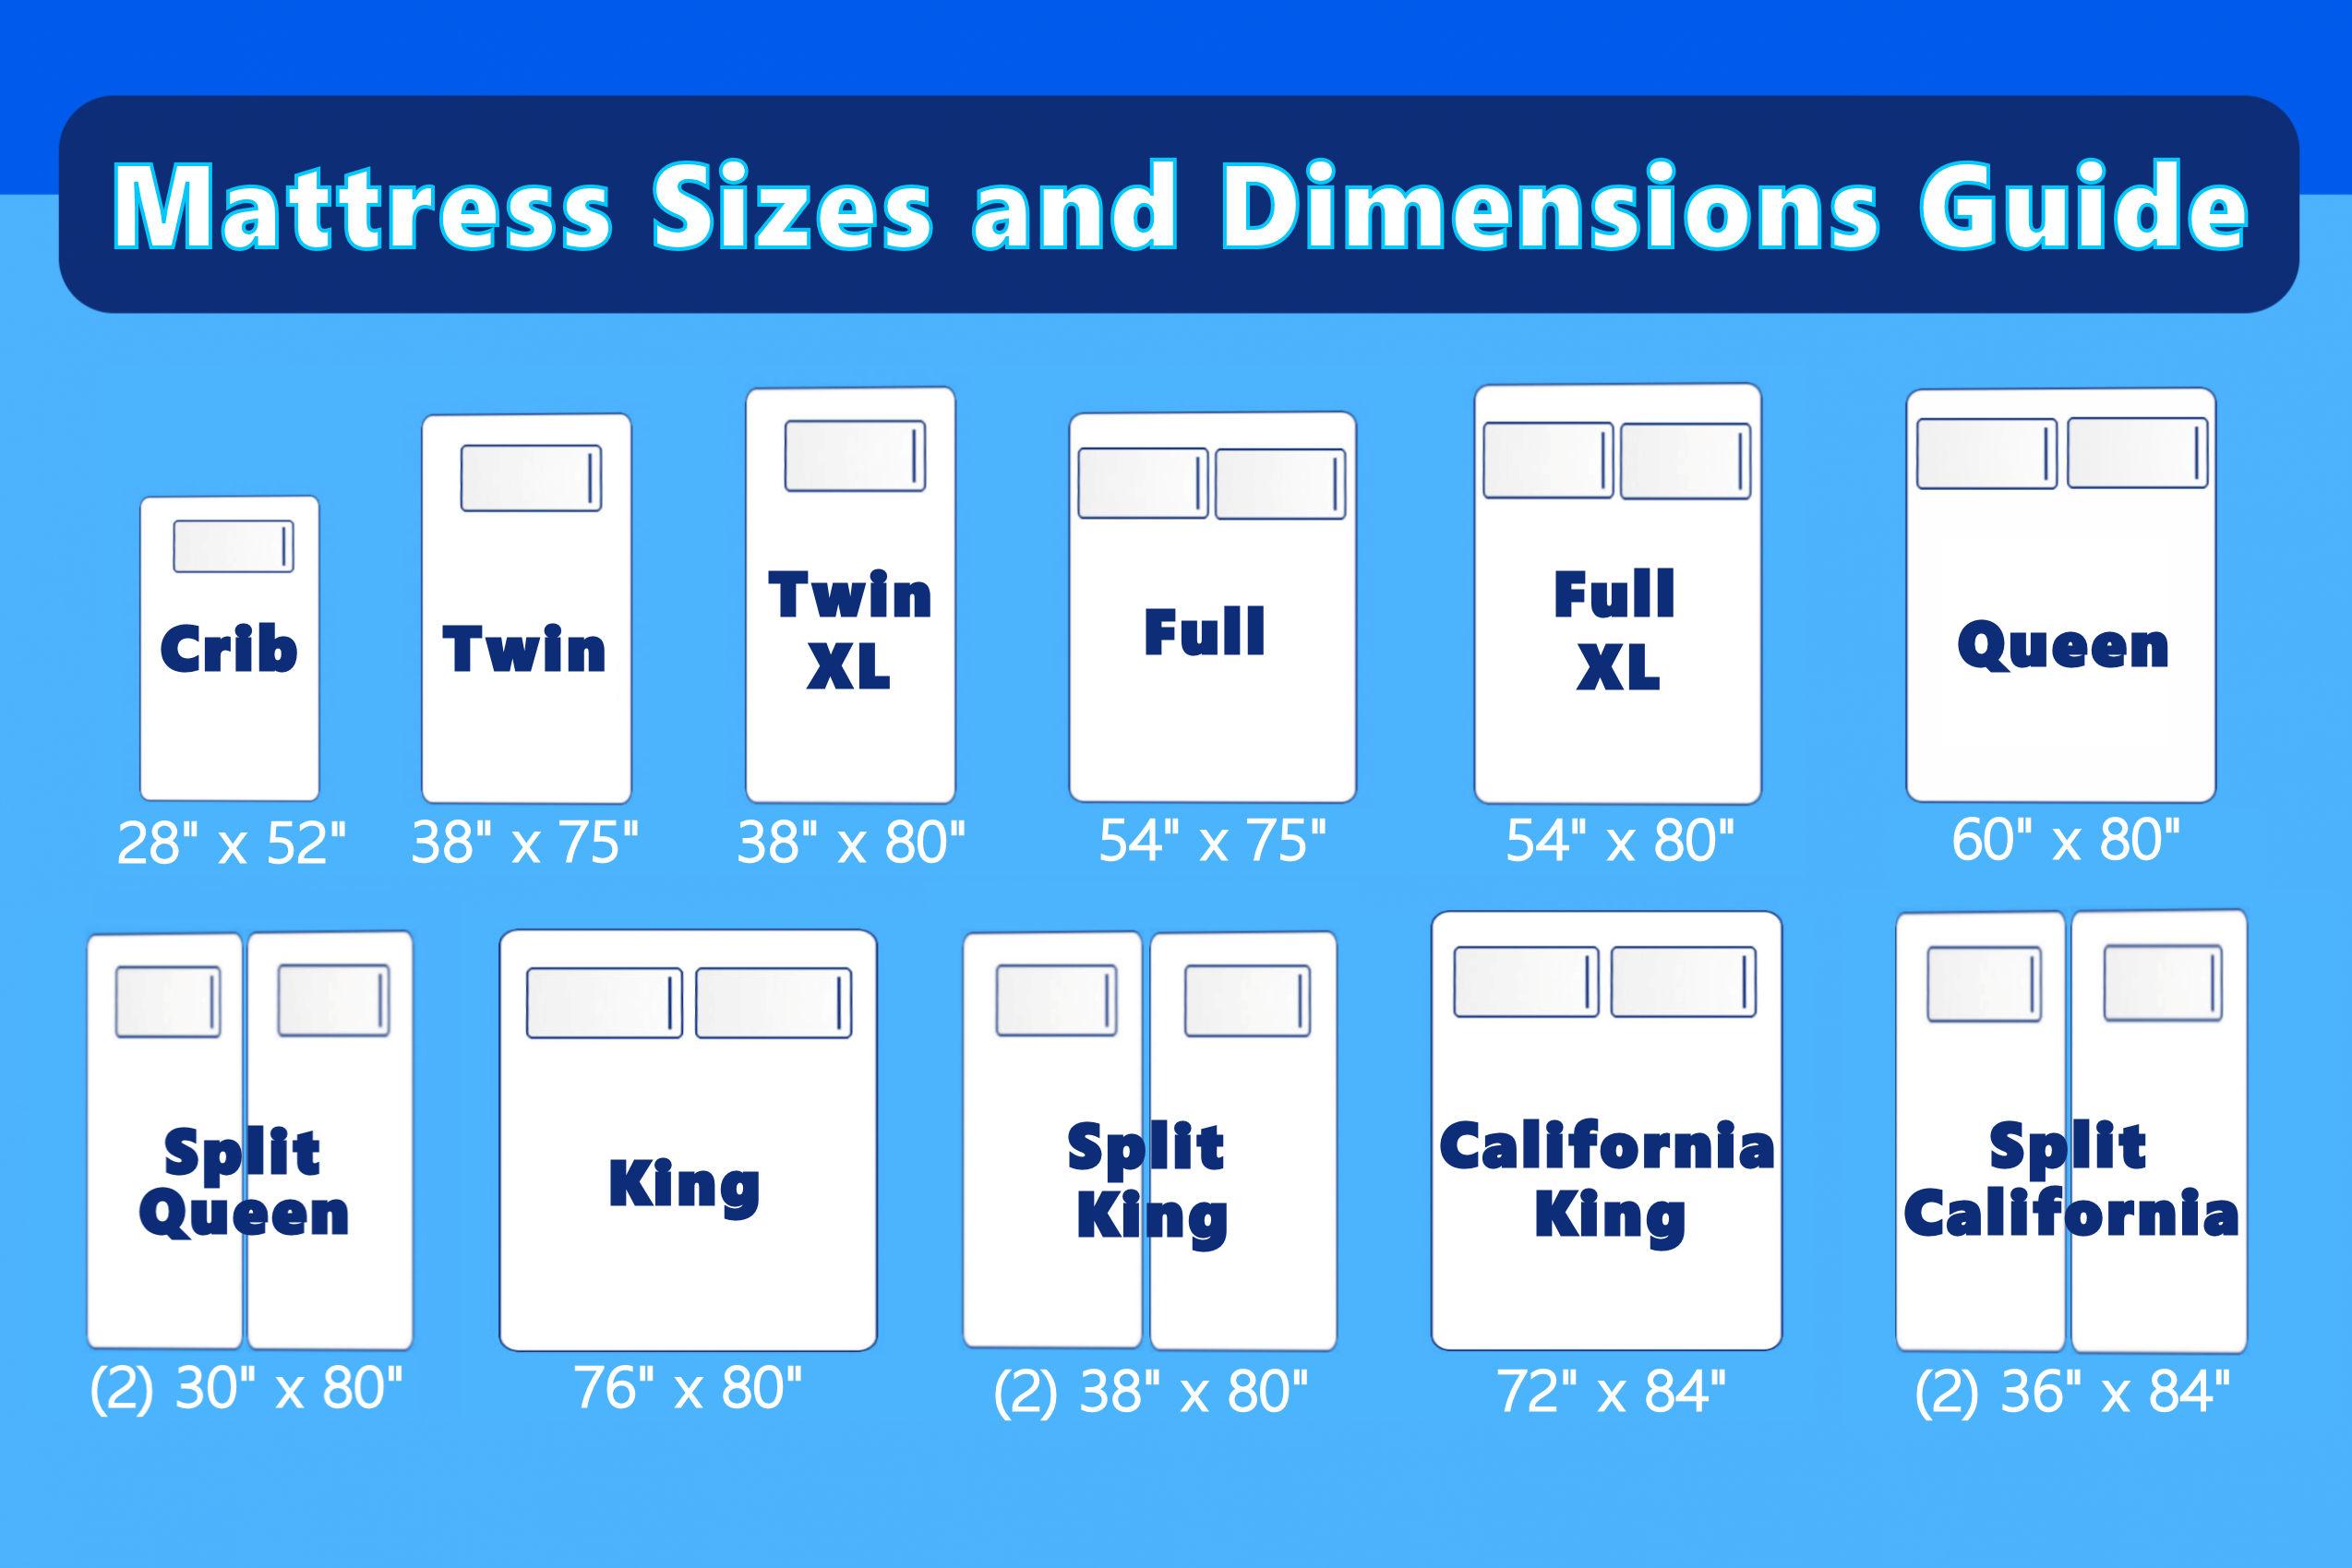 Mattress Sizes and Dimensions Guide
Crib
28" x 52"
Twin
38" x 75"
Twin
XL
38" x 80"
Full
54" x 75"
Full
XL
54" x 80"
Queen
60" x 80"
Split
Queen
(2) 30" x 80"
King
76" x 80"
Split
King
(2) 38" x 80"
California
King
72" x 84"
Split
California
(2) 36" x 84"